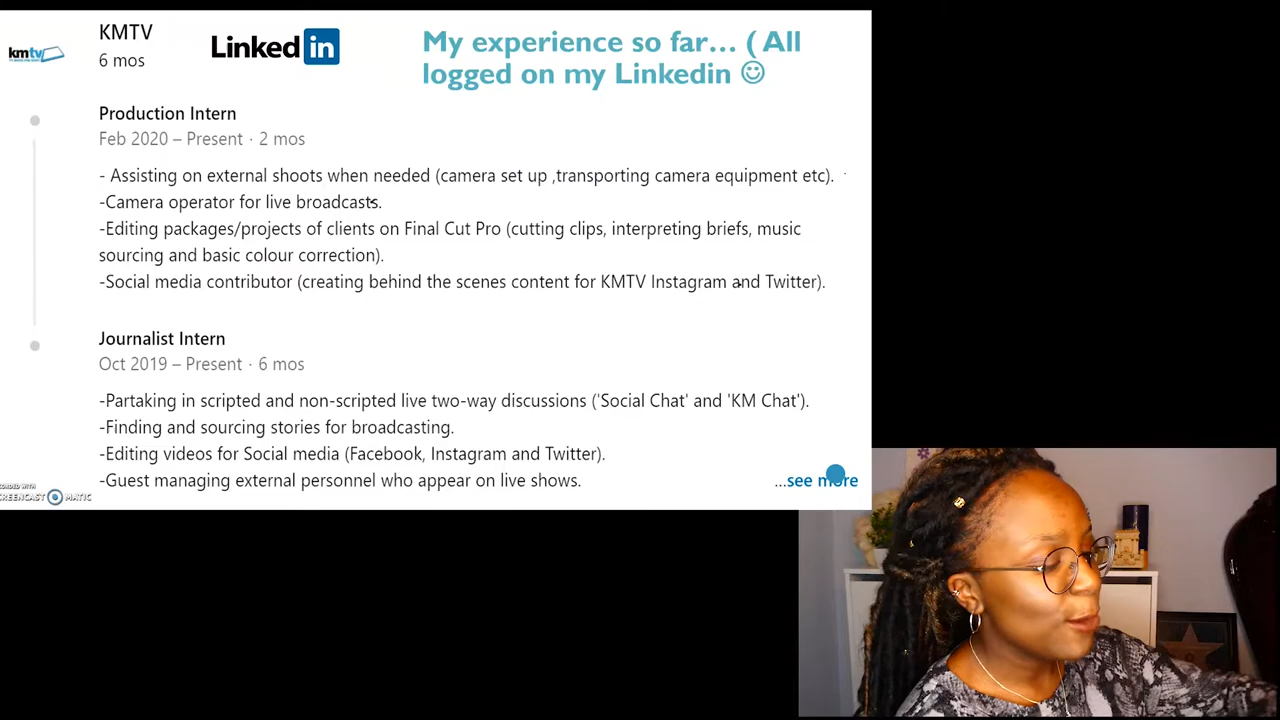 KMTV
6 mos
kmtv
Linked in
My experience so far… ( All
logged on my Linkedin ☺
Production Intern
Feb 2020 – Present · 2 mos
- Assisting on external shoots when needed (camera set up ,transporting camera equipment etc).
-Camera operator for live broadcasts.
-Editing packages/projects of clients on Final Cut Pro (cutting clips, interpreting briefs, music
sourcing and basic colour correction).
-Social media contributor (creating behind the scenes content for KMTV Instagram and Twitter).
Journalist Intern
Oct 2019 – Present · 6 mos
-Partaking in scripted and non-scripted live two-way discussions ('Social Chat' and 'KM Chat').
-Finding and sourcing stories for broadcasting.
-Editing videos for Social media (Facebook, Instagram and Twitter).
-Guest managing external personnel who appear on live shows.
...see more
MATIC